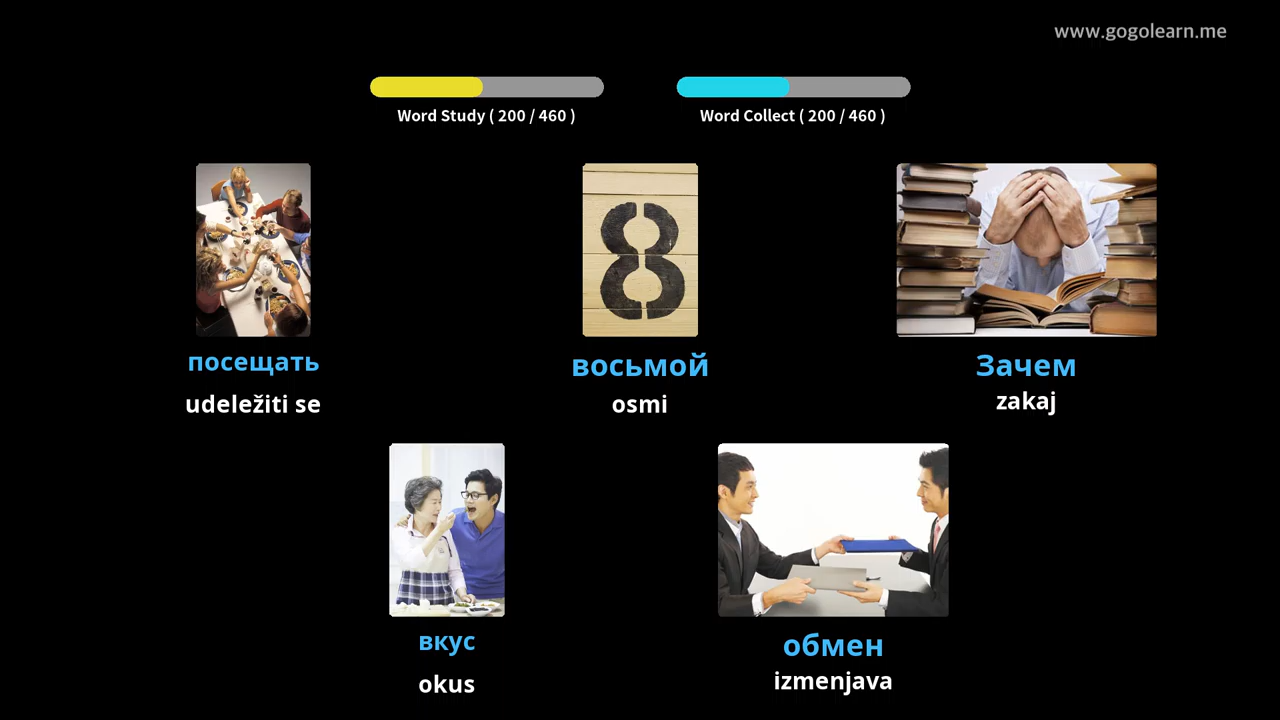 www.gogolearn.me
Word Study ( 200 / 460 )
Word Collect ( 200 / 460 )
8
посещать
udeležiti se
восьмой
osmi
Зачем
zakaj
вкус
okus
обмен
izmenjava